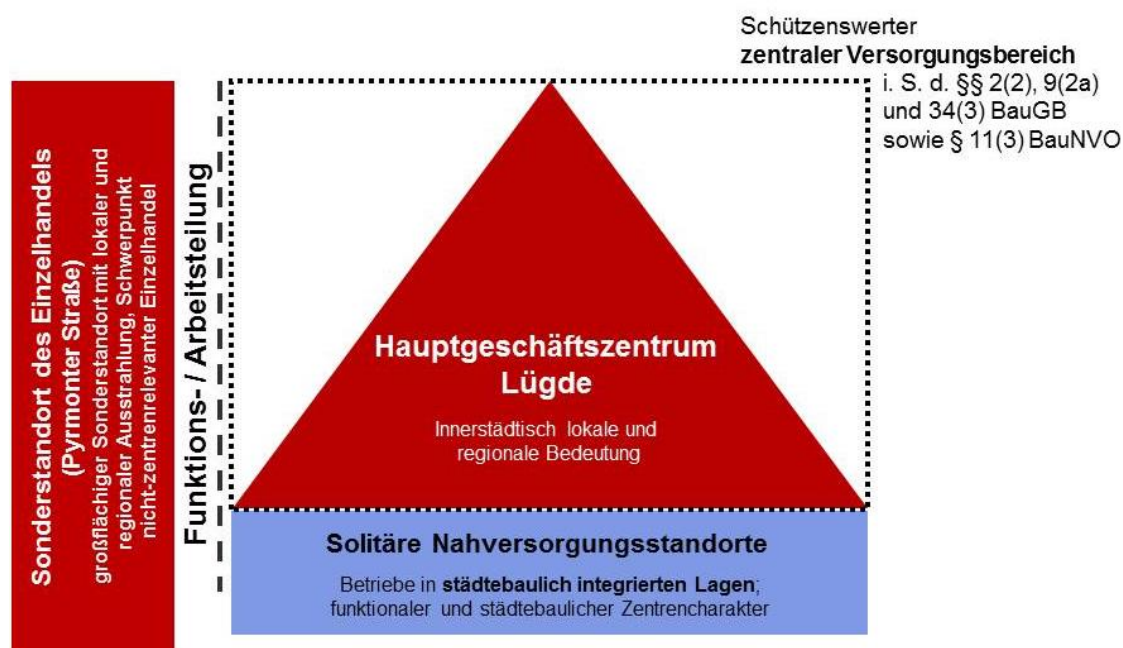 Schützenswerter
zentraler Versorgungsbereich
i. S. d. §§ 2(2), 9(2a)
und 34(3) BauGB
sowie § 11(3) BauNVO
Sonderstandort des Einzelhandels
(Pyrmonter Straße)
großflächiger Sonderstandort mit lokaler und
regionaler Ausstrahlung, Schwerpunkt
nicht-zentrenrelevanter Einzelhandel
Funktions- / Arbeitsteilung
Hauptgeschäftszentrum
Lügde
Innerstädtisch lokale und
regionale Bedeutung
Solitäre Nahversorgungsstandorte
Betriebe in städtebaulich integrierten Lagen;
funktionaler und städtebaulicher Zentrencharakter